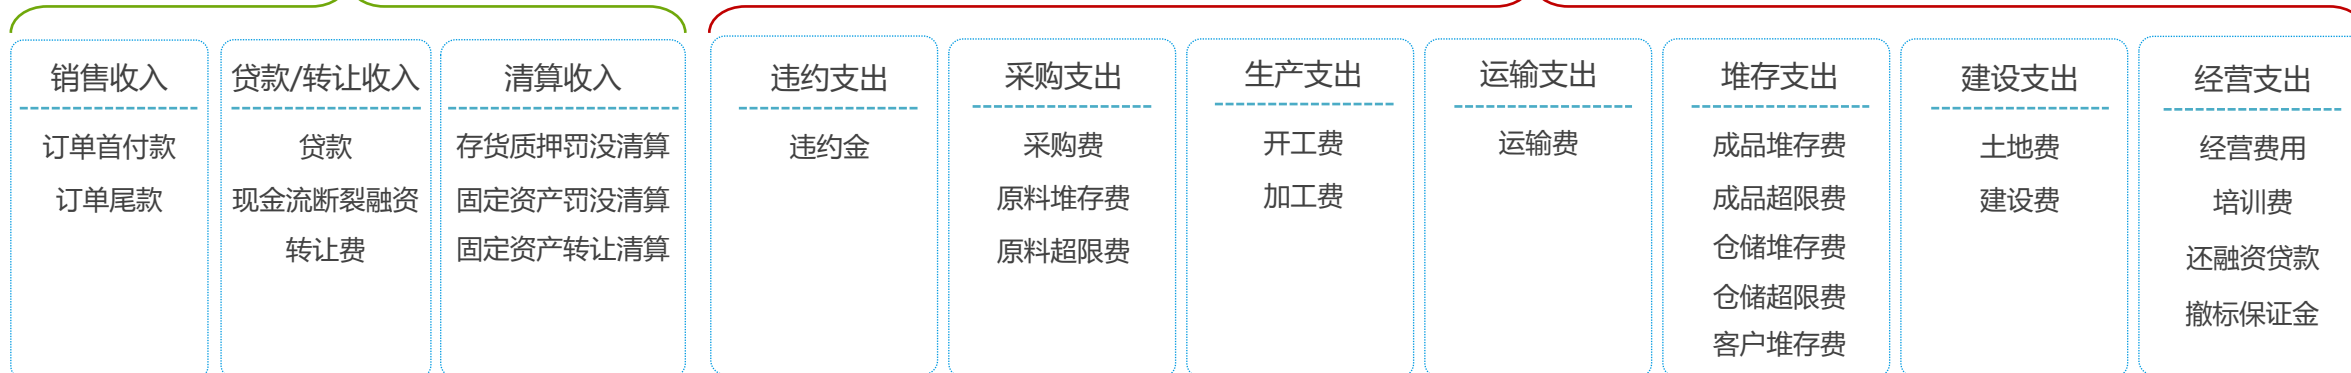 销售收入
订单首付款
订单尾款
贷款/转让收入
贷款
现金流断裂融资
转让费
清算收入
存货质押罚没清算
固定资产罚没清算
固定资产转让清算
违约支出
违约金
采购支出
采购费
原料堆存费
原料超限费
生产支出
开工费
加工费
运输支出
运输费
堆存支出
成品堆存费
成品超限费
仓储堆存费
仓储超限费
客户堆存费
建设支出
土地费
建设费
经营支出
经营费用
培训费
还融资贷款
撤标保证金